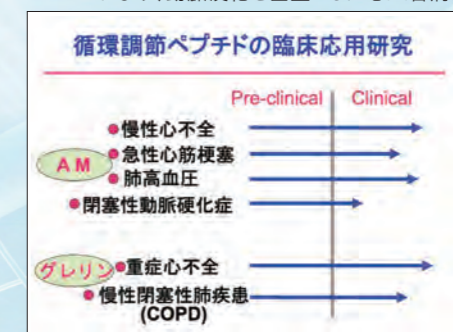 循環調節ペプチドの臨床応用研究
Pre-clinical Clinical
●慢性心不全
AM
●急性心筋梗塞
●肺高血圧
●閉塞性動脈硬化症
グレリン
●重症心不全
●慢性閉塞性肺疾患
(COPD)